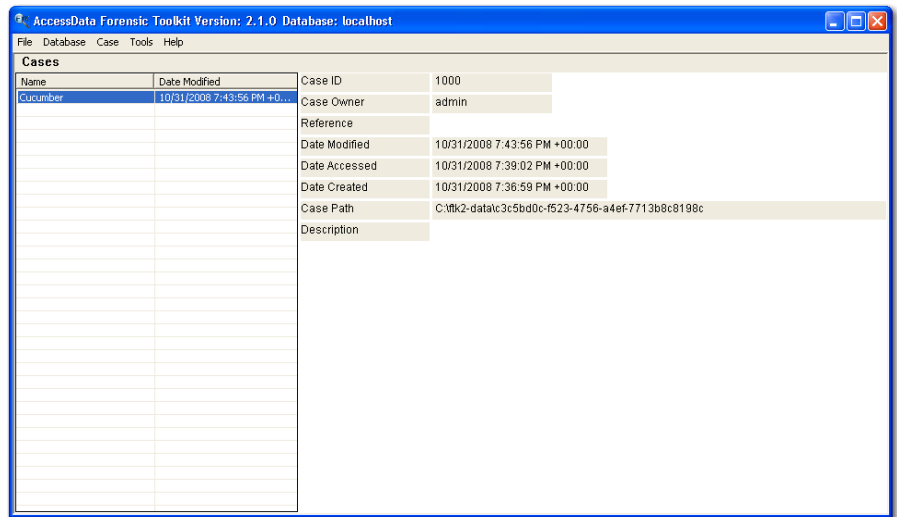 AccessData Forensic Toolkit Version: 2.1.0 Database: localhost
File Database Case Tools Help
Cases
Name Date Modified
Cucumber 10/31/2008 7:43:56 PM +0...
Case ID 1000
Case Owner admin
Reference
Date Modified 10/31/2008 7:43:56 PM +00:00
Date Accessed 10/31/2008 7:39:02 PM +00:00
Date Created 10/31/2008 7:36:59 PM +00:00
Case Path C:\ftk2-data\c3c5bd0c-f523-4756-a4ef-7713b8c8198c
Description